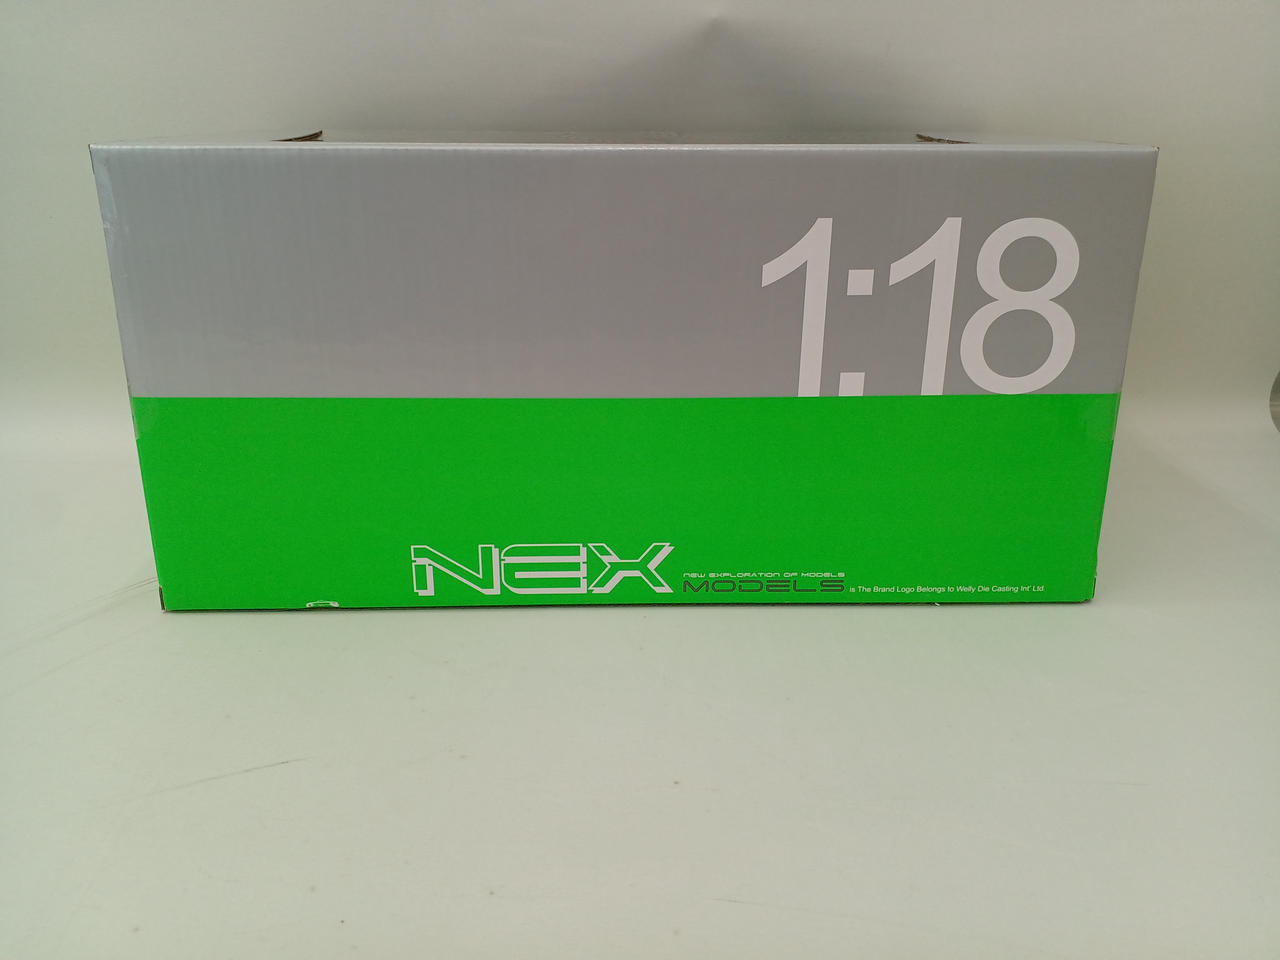 1:18
NEX
NEW EXPLORATION OF MODELS
MODELS is The Brand Logo Belongs to Welly Die Casting Int' Ltd.